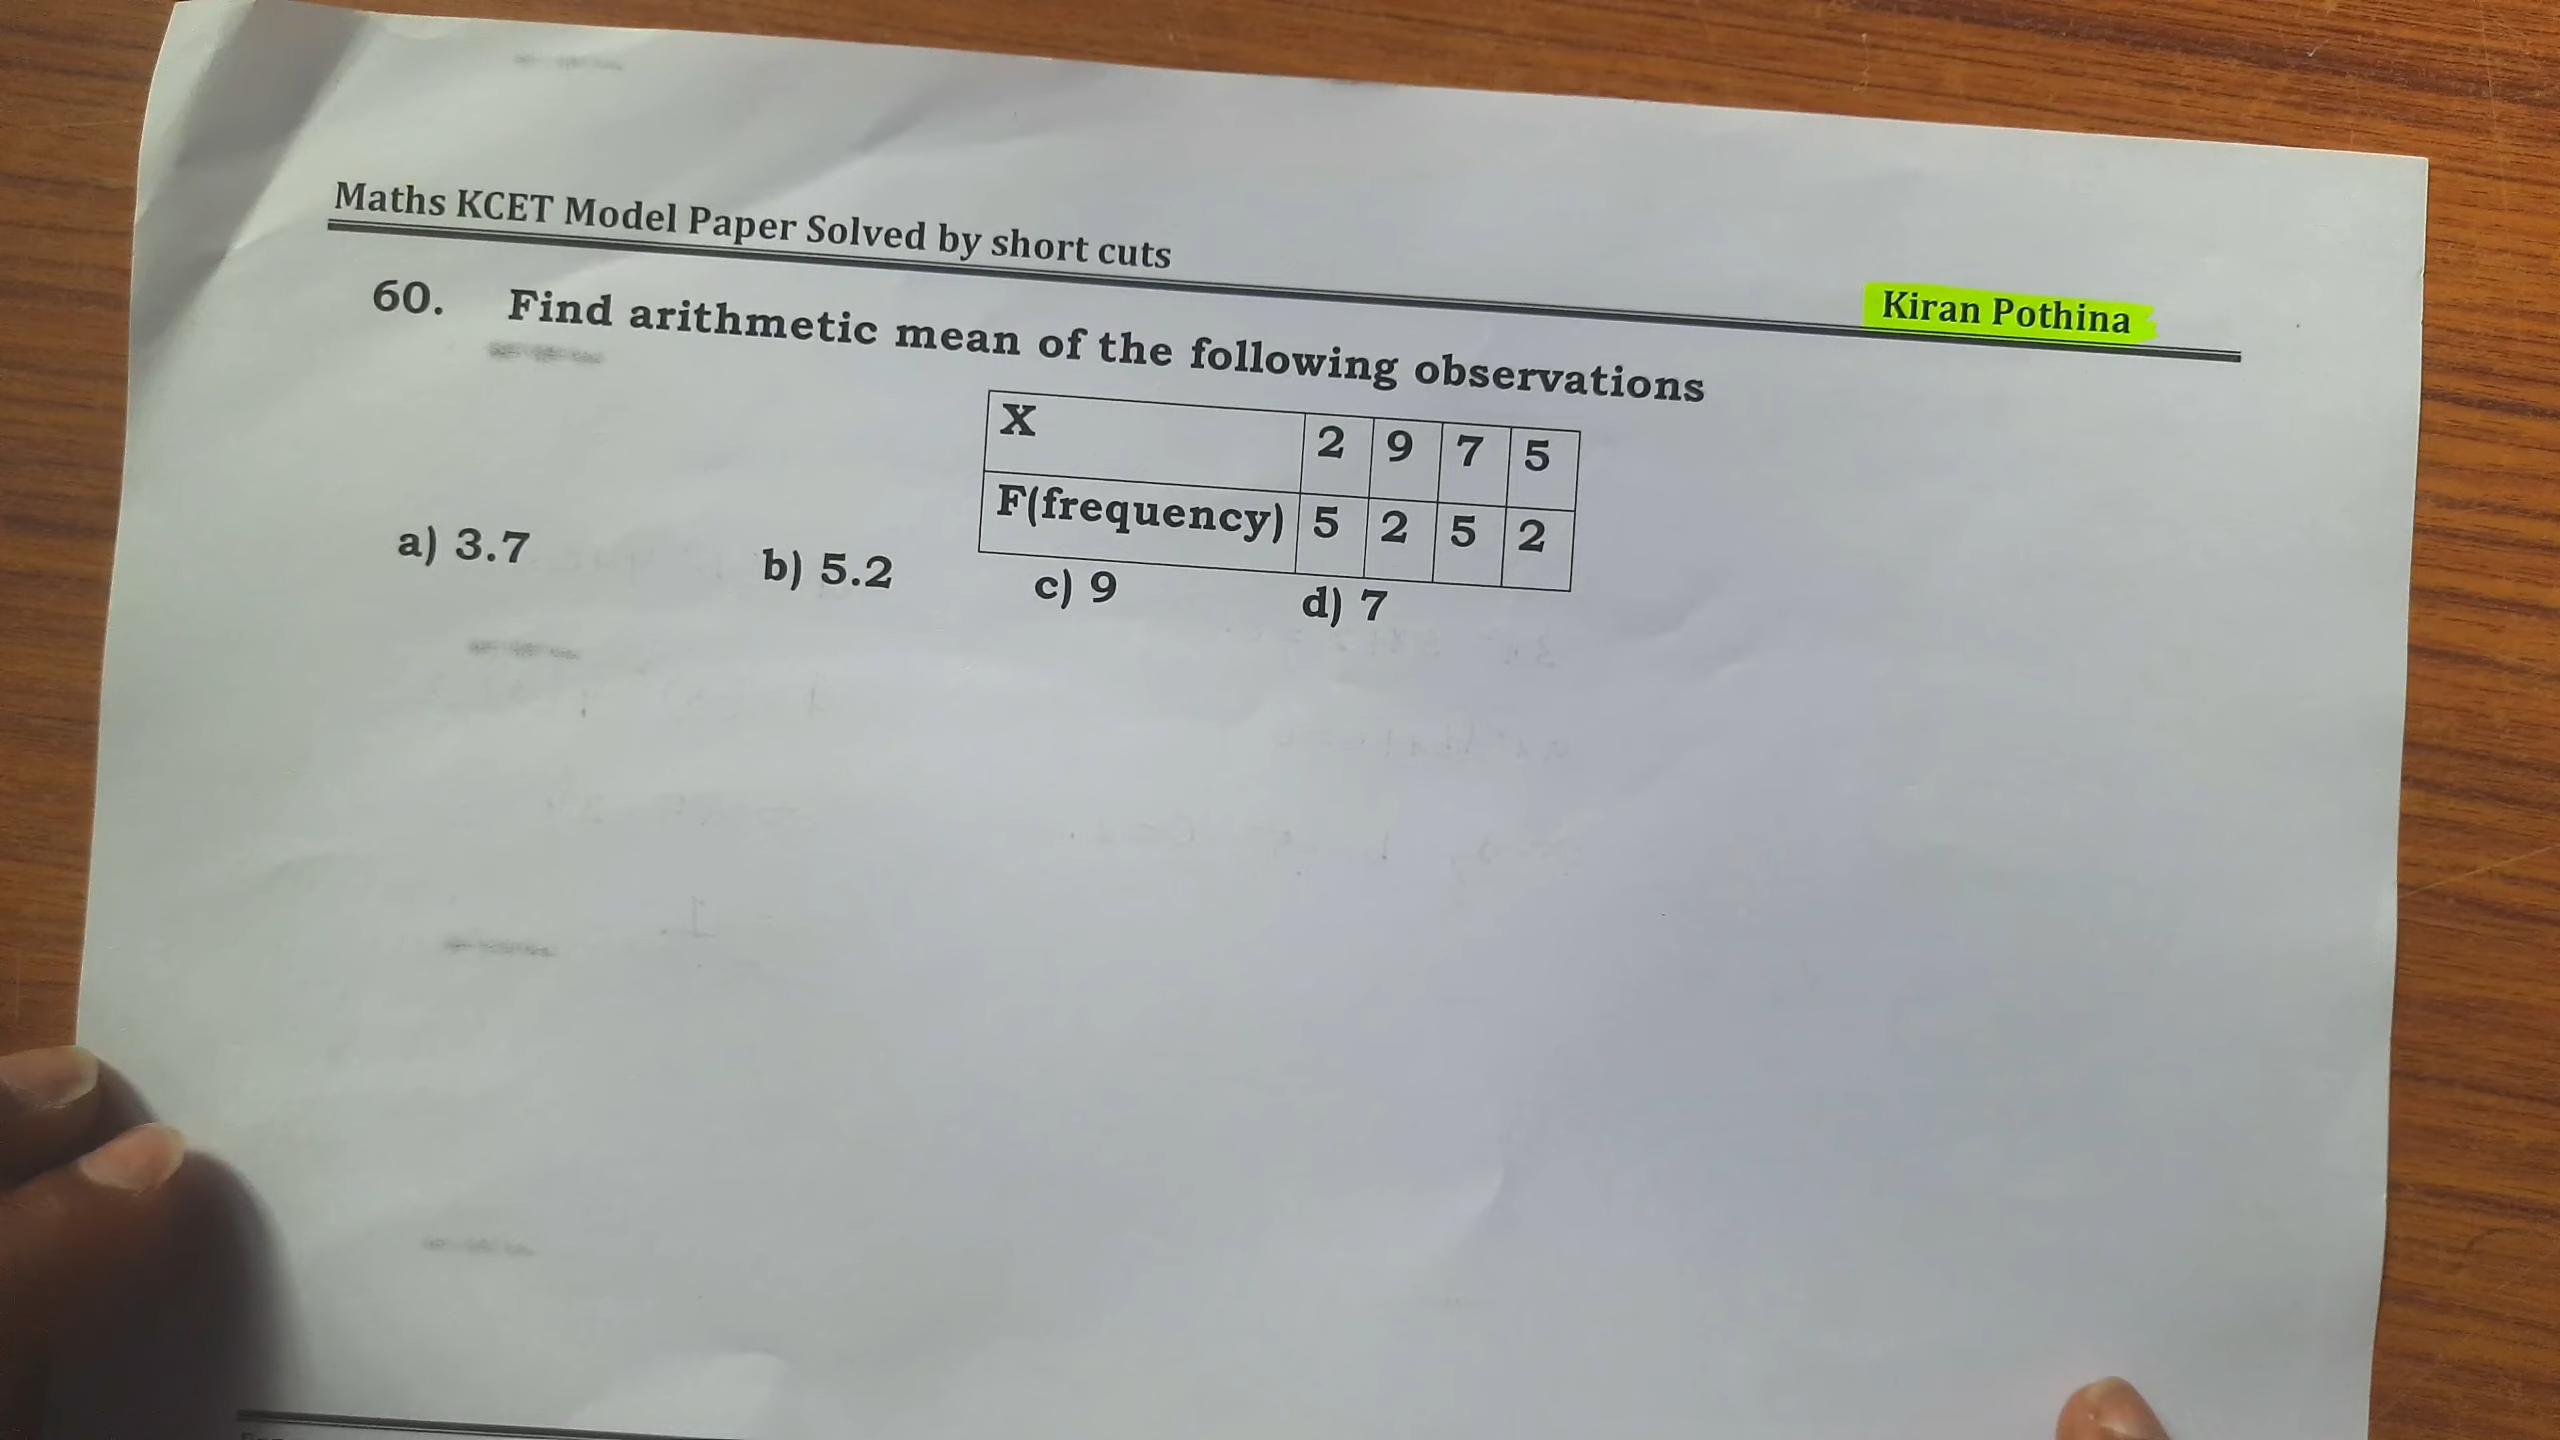 Maths KCET Model Paper Solved by short cuts
Kiran Pothina
60. Find arithmetic mean of the following observations
X 2 9 7 5
F(frequency) 5 2 5 2
a) 3.7 b) 5.2 c) 9 d) 7